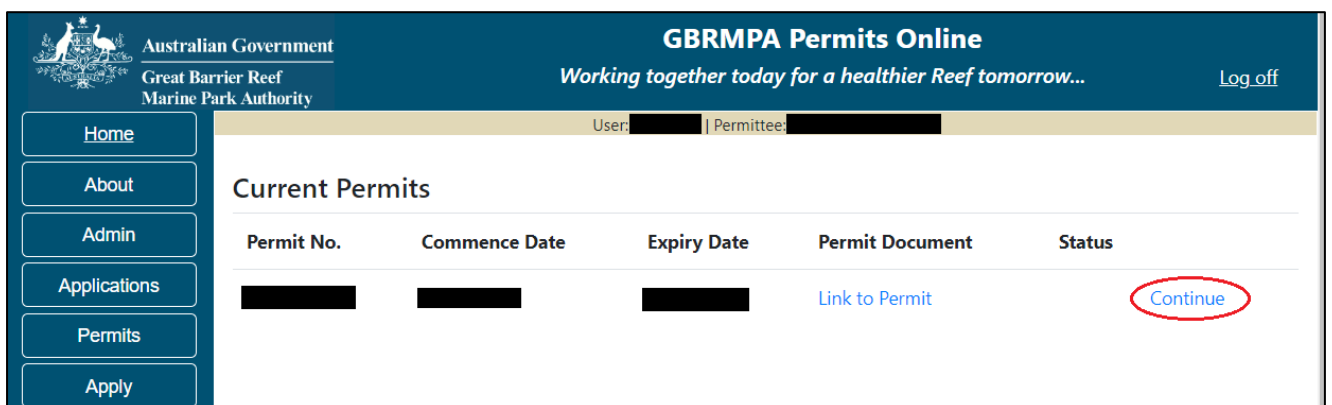 Australian Government
Great Barrier Reef
Marine Park Authority
GBRMPA Permits Online
Working together today for a healthier Reef tomorrow...
Log off
User: | Permittee:
Home
About
Admin
Applications
Permits
Apply
Current Permits
Permit No. Commence Date Expiry Date Permit Document Status
Link to Permit Continue